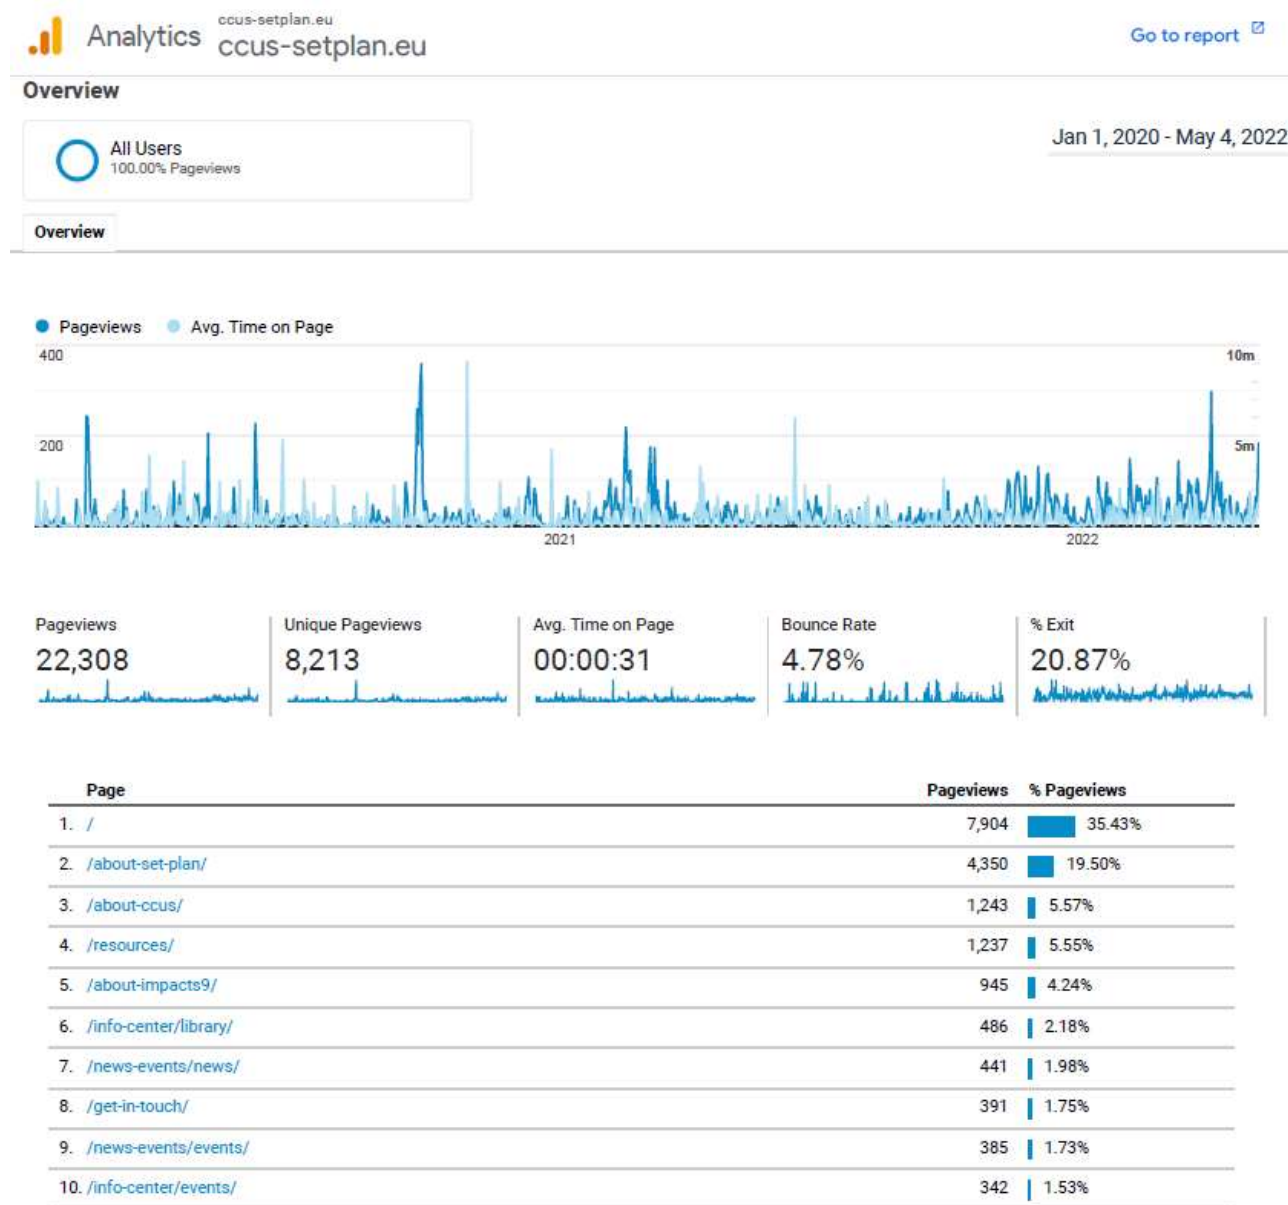 Analytics
ccus-setplan.eu
ccus-setplan.eu
Go to report
Overview
All Users
100.00% Pageviews
Jan 1, 2020 - May 4, 2022
Overview
Pageviews Avg. Time on Page
400 10m
200 5m
2021 2022
Pageviews Unique Pageviews Avg. Time on Page Bounce Rate % Exit
22,308 8,213 00:00:31 4.78% 20.87%
Page Pageviews % Pageviews
1. / 7,904 35.43%
2. /about-set-plan/ 4,350 19.50%
3. /about-ccus/ 1,243 5.57%
4. /resources/ 1,237 5.55%
5. /about-impacts9/ 945 4.24%
6. /info-center/library/ 486 2.18%
7. /news-events/news/ 441 1.98%
8. /get-in-touch/ 391 1.75%
9. /news-events/events/ 385 1.73%
10. /info-center/events/ 342 1.53%